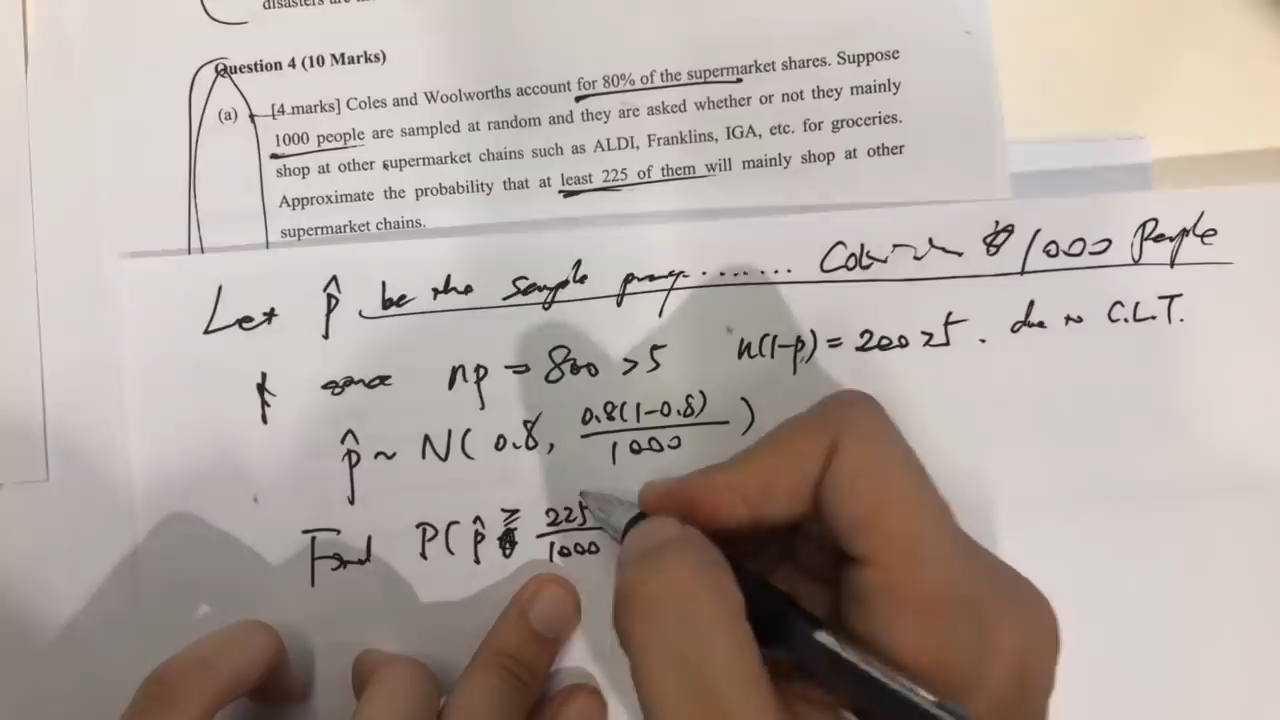 disasters are
Question 4 (10 Marks)
(a) [4 marks] Coles and Woolworths account for 80% of the supermarket shares. Suppose
1000 people are sampled at random and they are asked whether or not they mainly
shop at other supermarket chains such as ALDI, Franklins, IGA, etc. for groceries.
Approximate the probability that at least 225 of them will mainly shop at other
supermarket chains.
Let p̂ be the sample ........ 1000 People
since np = 800 >5 n(1-p) = 200 >5. due to C.L.T.
p̂ ~ N( 0.8, 0.8(1-0.8)/1000 )
Find P( p̂ ≥ 225/1000